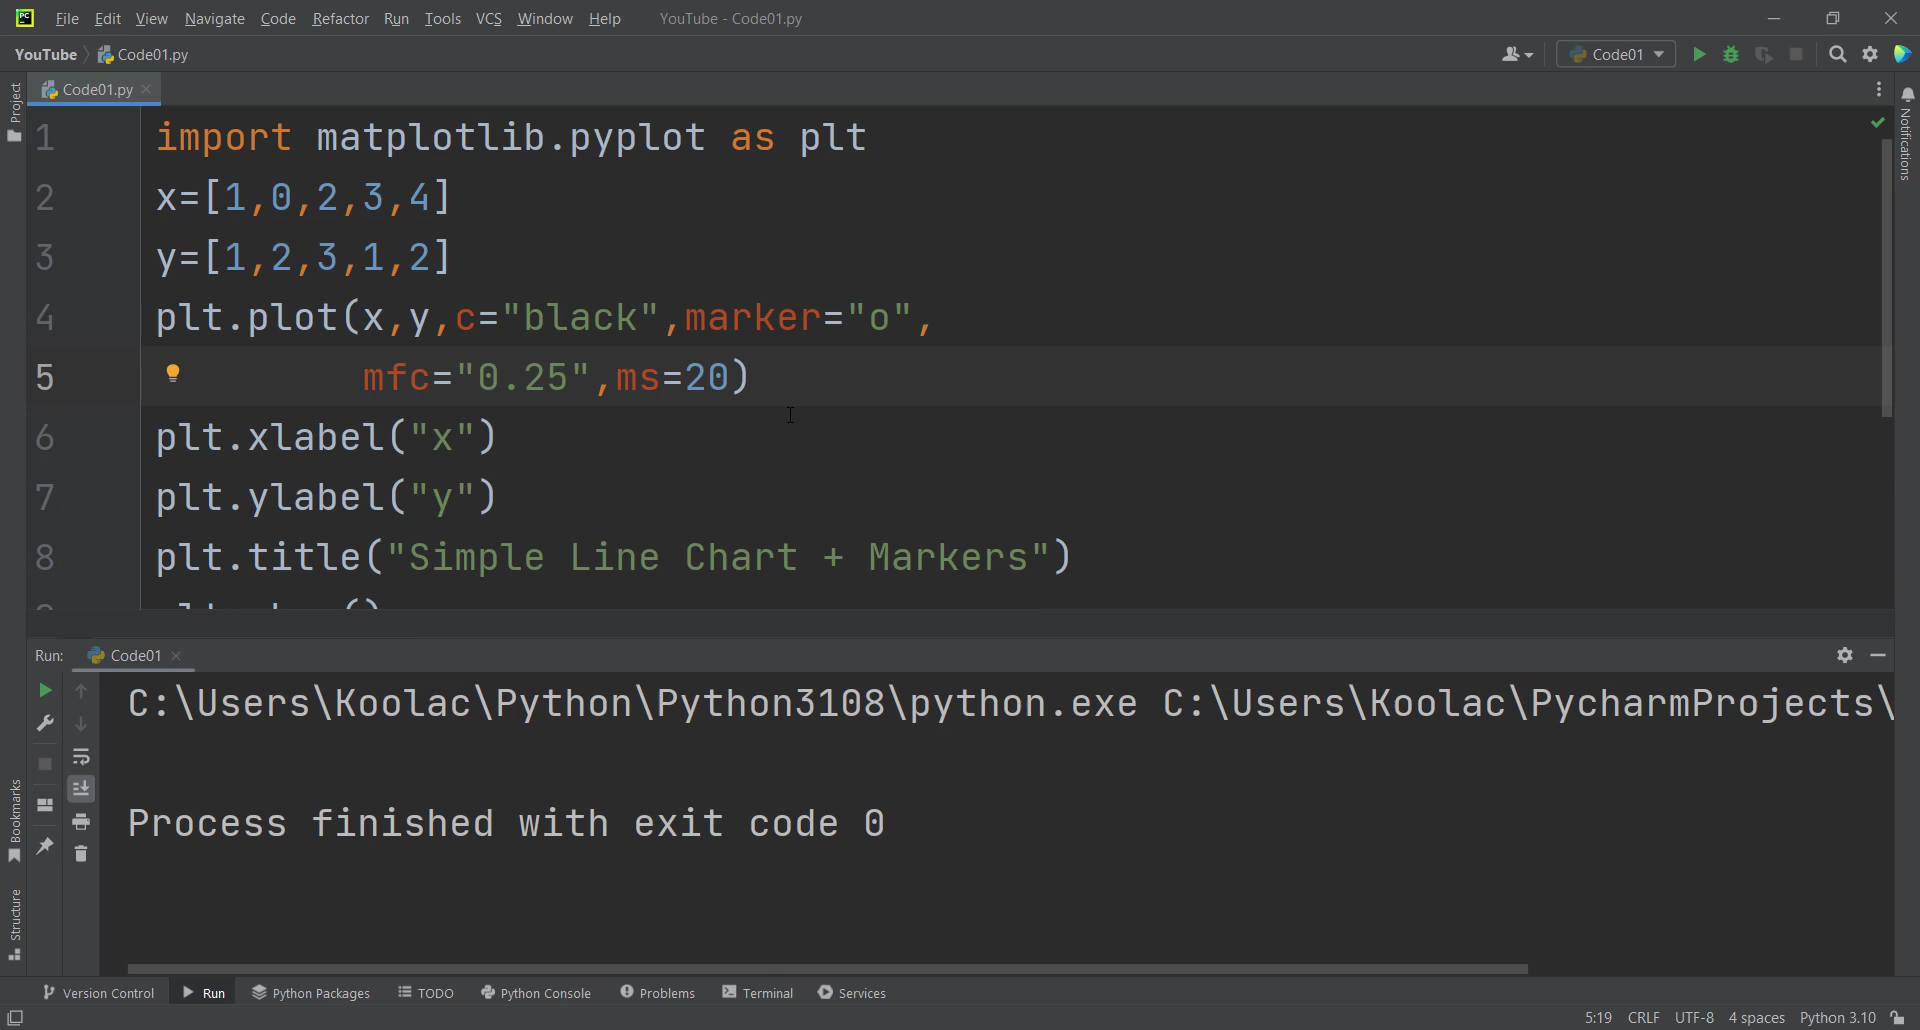 PC File Edit View Navigate Code Refactor Run Tools VCS Window Help YouTube - Code01.py
YouTube Code01.py Code01
Project
Code01.py
Notifications
1 import matplotlib.pyplot as plt
2 x=[1,0,2,3,4]
3 y=[1,2,3,1,2]
4 plt.plot(x,y,c="black",marker="o",
5 mfc="0.25",ms=20)
6 plt.xlabel("x")
7 plt.ylabel("y")
8 plt.title("Simple Line Chart + Markers")
Run: Code01
C:\Users\Koolac\Python\Python3108\python.exe C:\Users\Koolac\PycharmProjects\
Process finished with exit code 0
Bookmarks
Structure
Version Control Run Python Packages TODO Python Console Problems Terminal Services
5:19 CRLF UTF-8 4 spaces Python 3.10